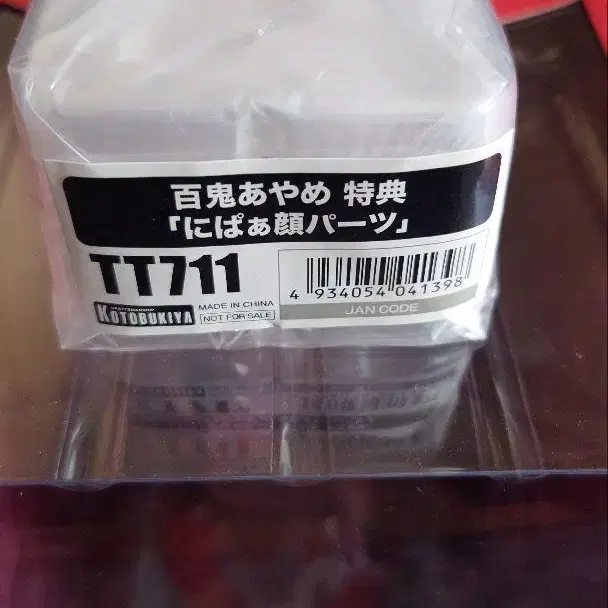 百鬼あやめ 特典
「にぱぁ顔パーツ」
TT711
KOTOBUKIYA
MADE IN CHINA
NOT FOR SALE
4 934054 041398
JAN CODE